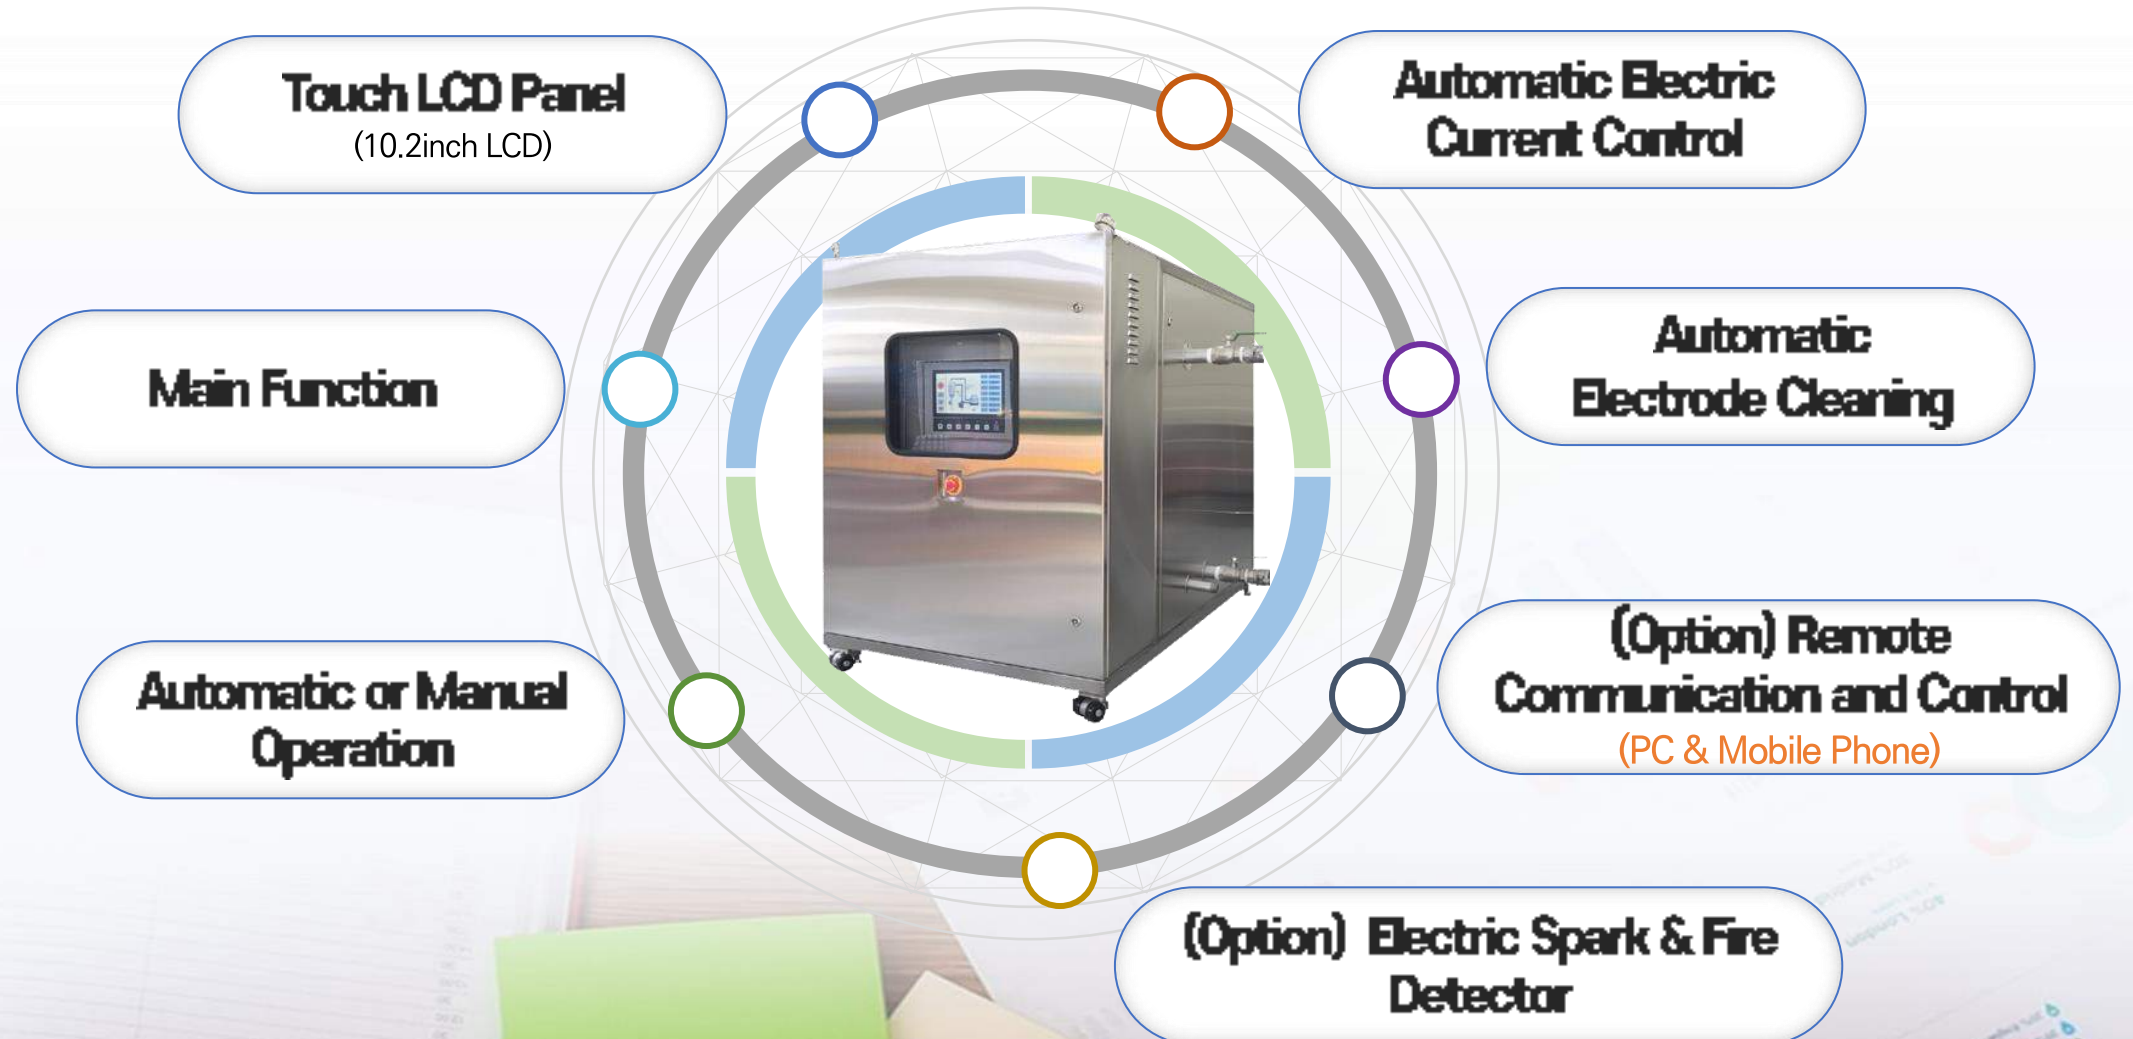 Touch LCD Panel
(10.2inch LCD)
Automatic Electric
Current Control
Main Function
Automatic
Electrode Cleaning
Automatic or Manual
Operation
(Option) Remote
Communication and Control
(PC & Mobile Phone)
(Option) Electric Spark & Fire
Detector